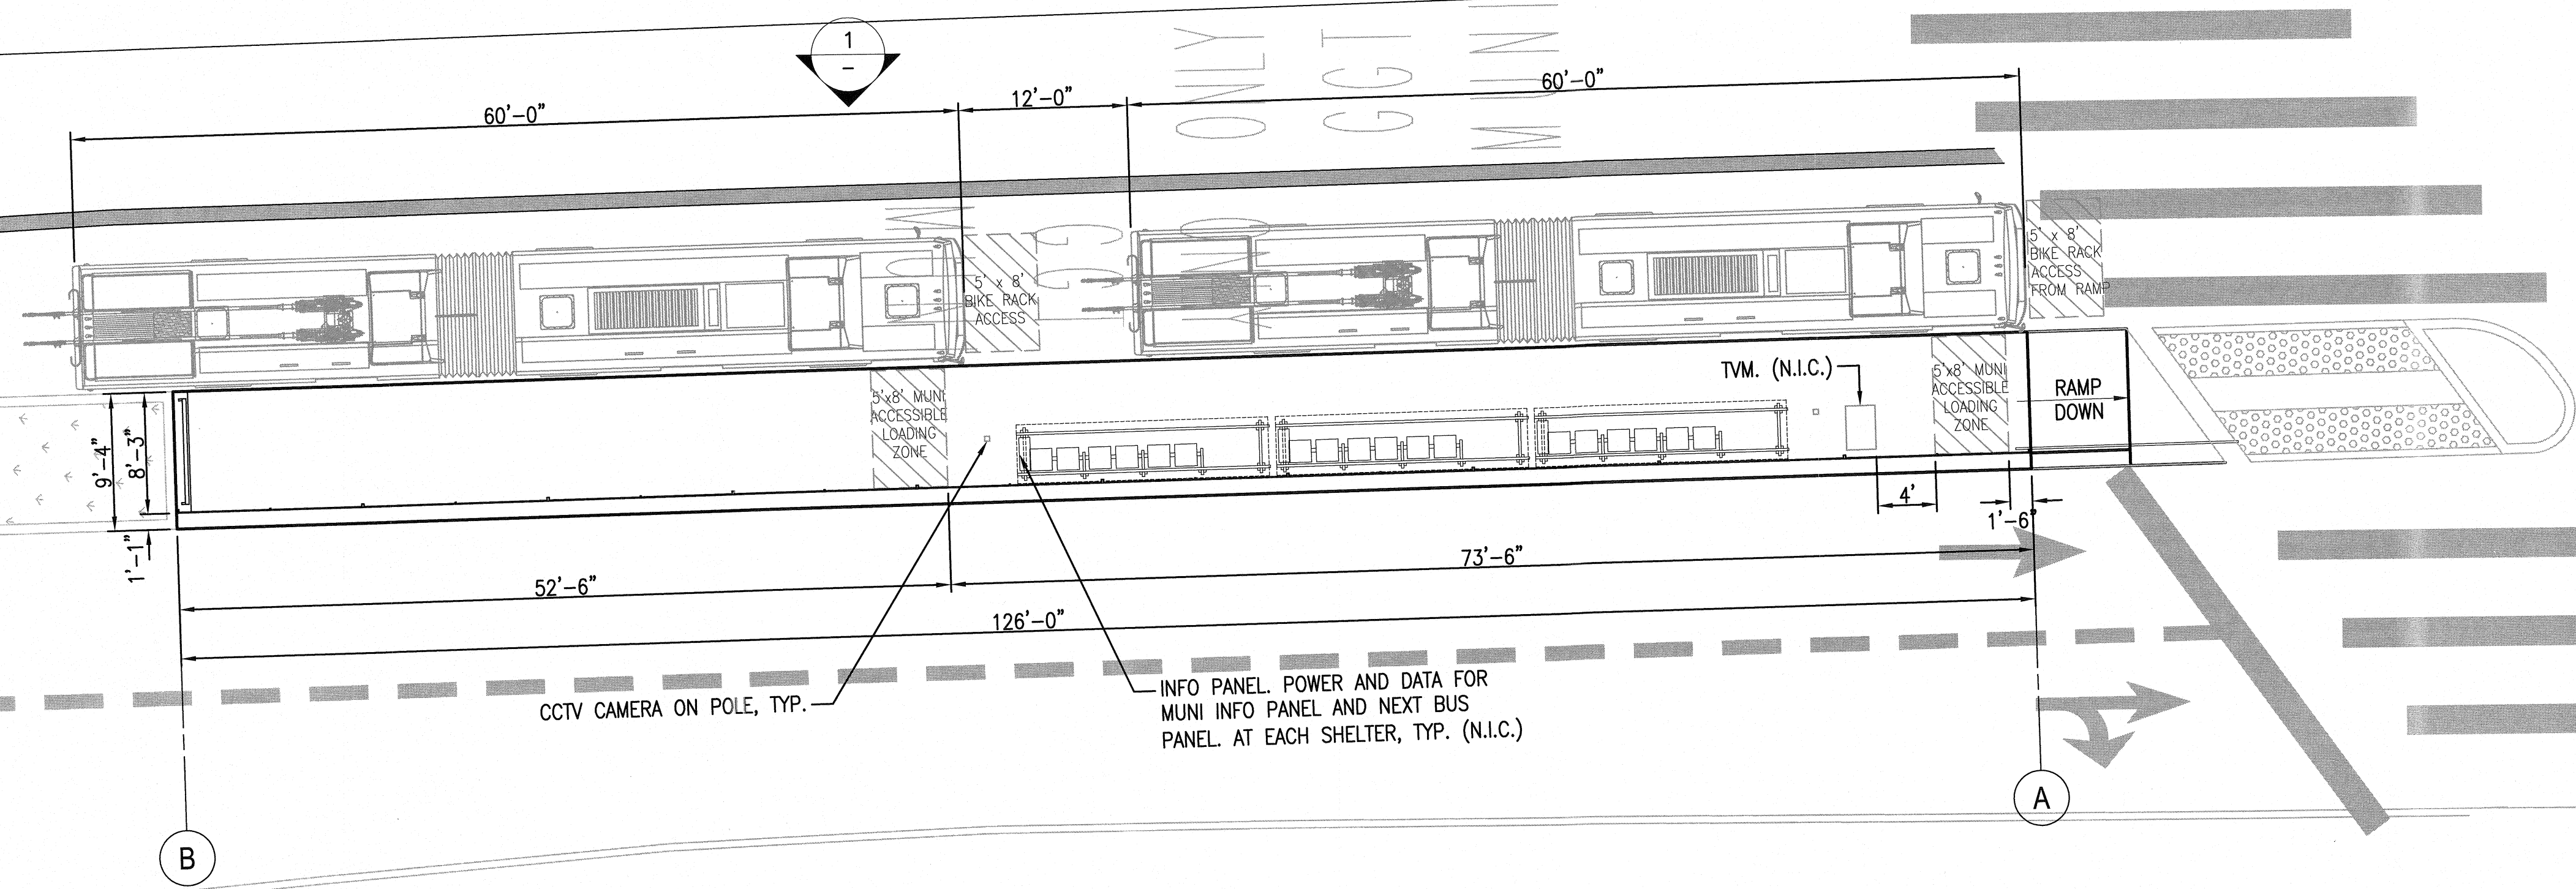 1
–
ONLY
GGT
MUNI
60'-0"
12'-0"
60'-0"
5' x 8'
BIKE RACK
ACCESS
5' x 8'
BIKE RACK
ACCESS
FROM RAMP
5'x8' MUNI
ACCESSIBLE
LOADING
ZONE
TVM. (N.I.C.)
5'x8' MUNI
ACCESSIBLE
LOADING
ZONE
RAMP
DOWN
9'-4"
8'-3"
1'-1"
4'
1'-6"
52'-6"
73'-6"
126'-0"
CCTV CAMERA ON POLE, TYP.
INFO PANEL. POWER AND DATA FOR
MUNI INFO PANEL AND NEXT BUS
PANEL. AT EACH SHELTER, TYP. (N.I.C.)
B
A